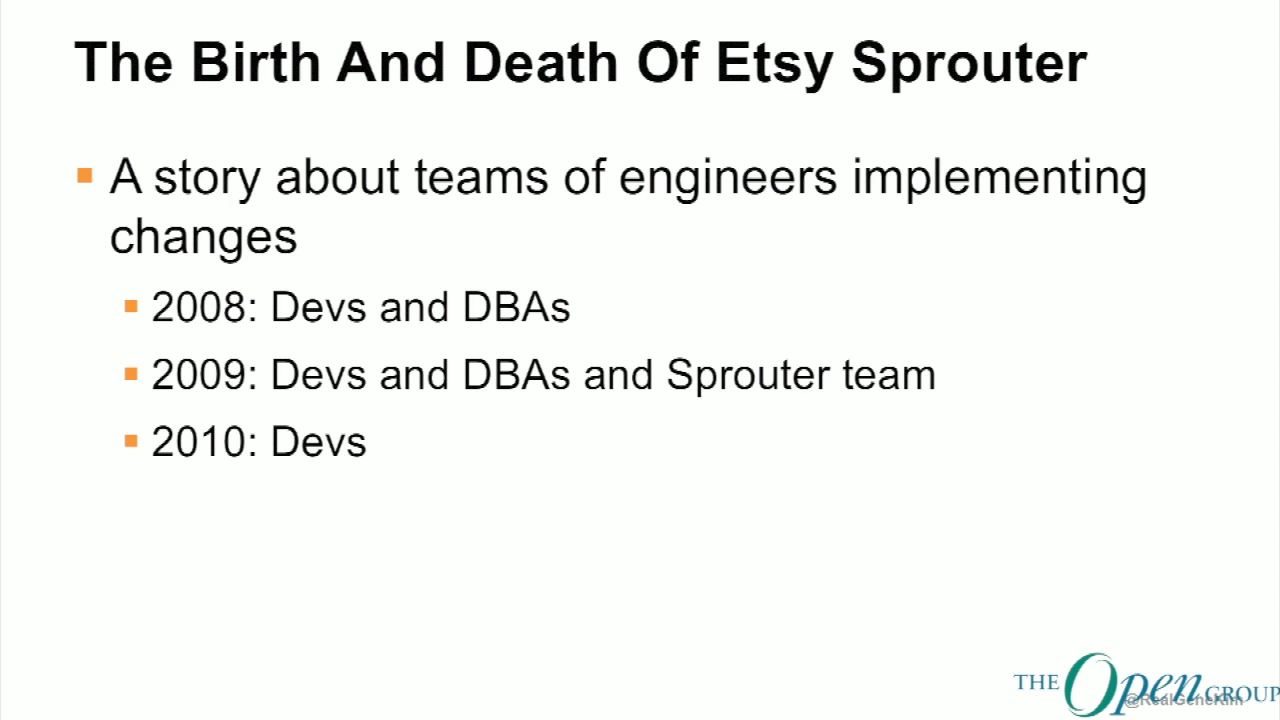 The Birth And Death Of Etsy Sprouter
A story about teams of engineers implementing
changes
2008: Devs and DBAs
2009: Devs and DBAs and Sprouter team
2010: Devs
THE Open GROUP
@RealGeneKim